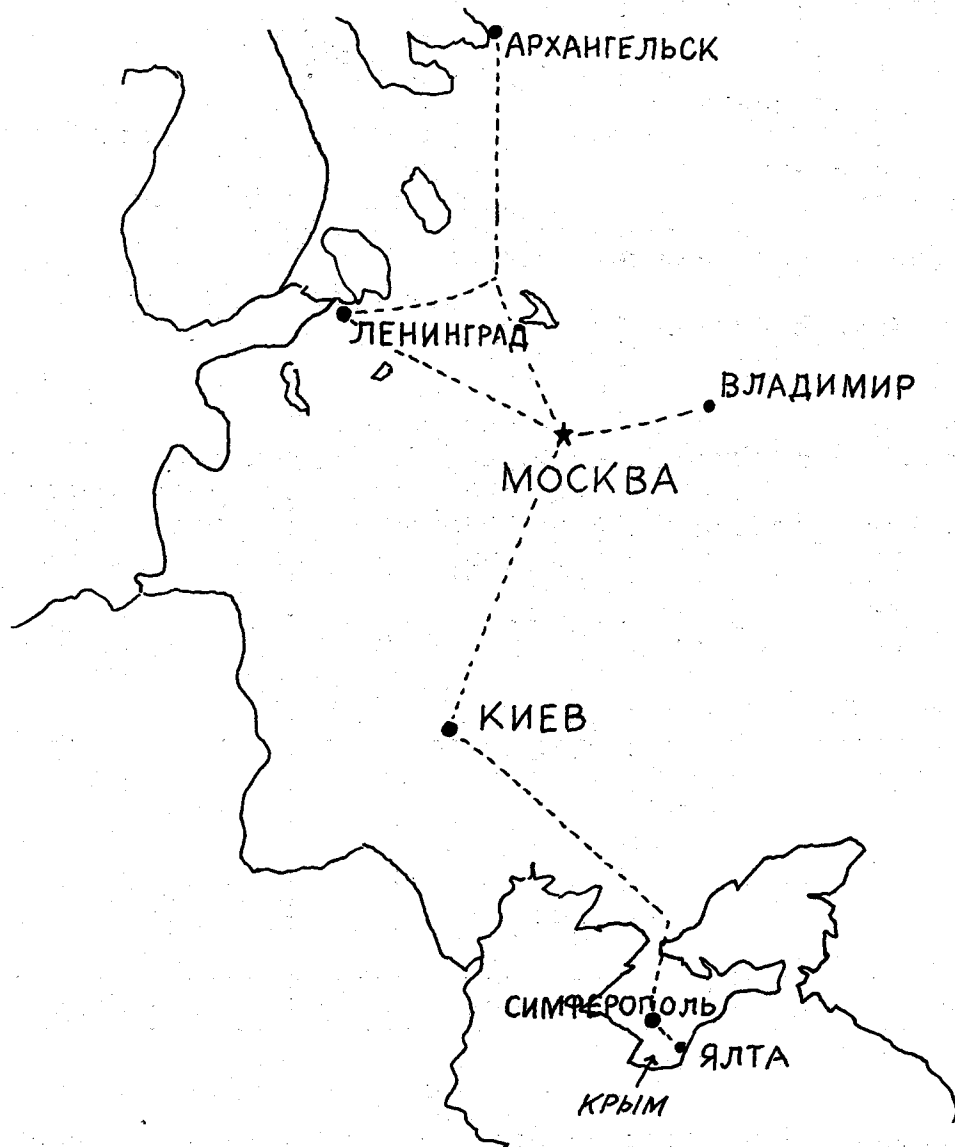 АРХАНГЕЛЬСК
ЛЕНИНГРАД
ВЛАДИМИР
МОСКВА
КИЕВ
СИМФЕРОПОЛЬ
ЯЛТА
КРЫМ